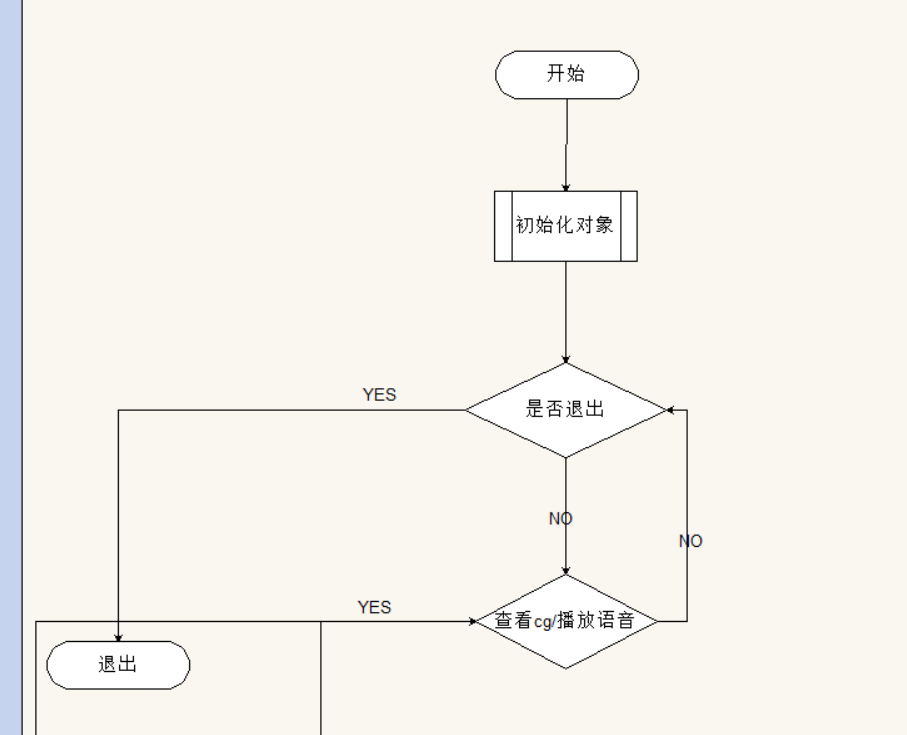 开始
初始化对象
YES
是否退出
NO
NO
YES
查看cg/播放语音
退出